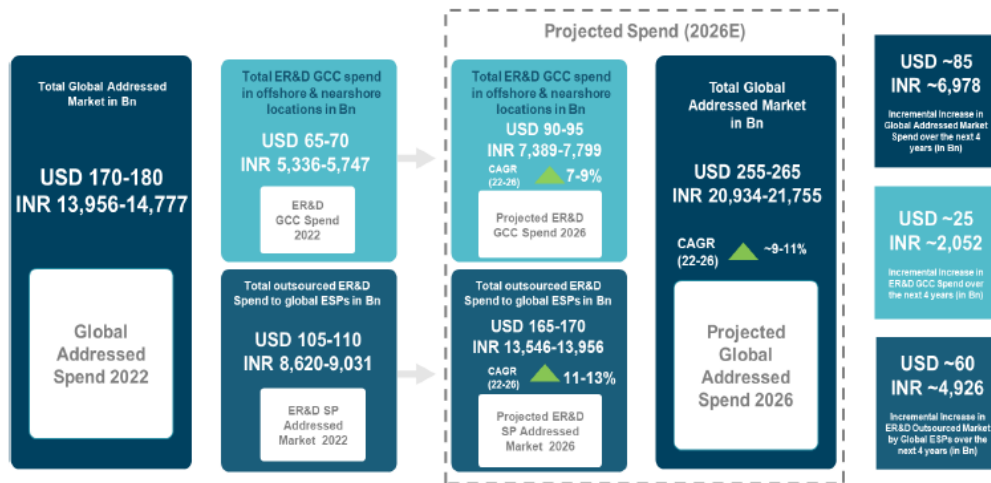 Projected Spend (2026E)
Total Global Addressed
Market in Bn
USD 170-180
INR 13,956-14,777
Global
Addressed
Spend 2022
Total ER&D GCC spend
in offshore & nearshore
locations in Bn
USD 65-70
INR 5,336-5,747
ER&D
GCC Spend
2022
Total outsourced ER&D
Spend to global ESPs in Bn
USD 105-110
INR 8,620-9,031
ER&D SP
Addressed
Market 2022
Total ER&D GCC spend
in offshore & nearshore
locations in Bn
USD 90-95
INR 7,389-7,799
CAGR
(22-26)
7-9%
Projected ER&D
GCC Spend 2026
Total outsourced ER&D
Spend to global ESPs in Bn
USD 165-170
INR 13,546-13,956
CAGR
(22-26)
11-13%
Projected ER&D
SP Addressed
Market 2026
Total Global
Addressed Market
in Bn
USD 255-265
INR 20,934-21,755
CAGR
(22-26)
~9-11%
Projected
Global
Addressed
Spend 2026
USD ~85
INR ~6,978
Incremental Increase in
Global Addressed Market
Spend over the next 4
years (in Bn)
USD ~25
INR ~2,052
Incremental Increase in
ER&D GCC Spend over
the next 4 years (in Bn)
USD ~60
INR ~4,926
Incremental Increase in
ER&D Outsourced Market
by Global ESPs over the
next 4 years (in Bn)